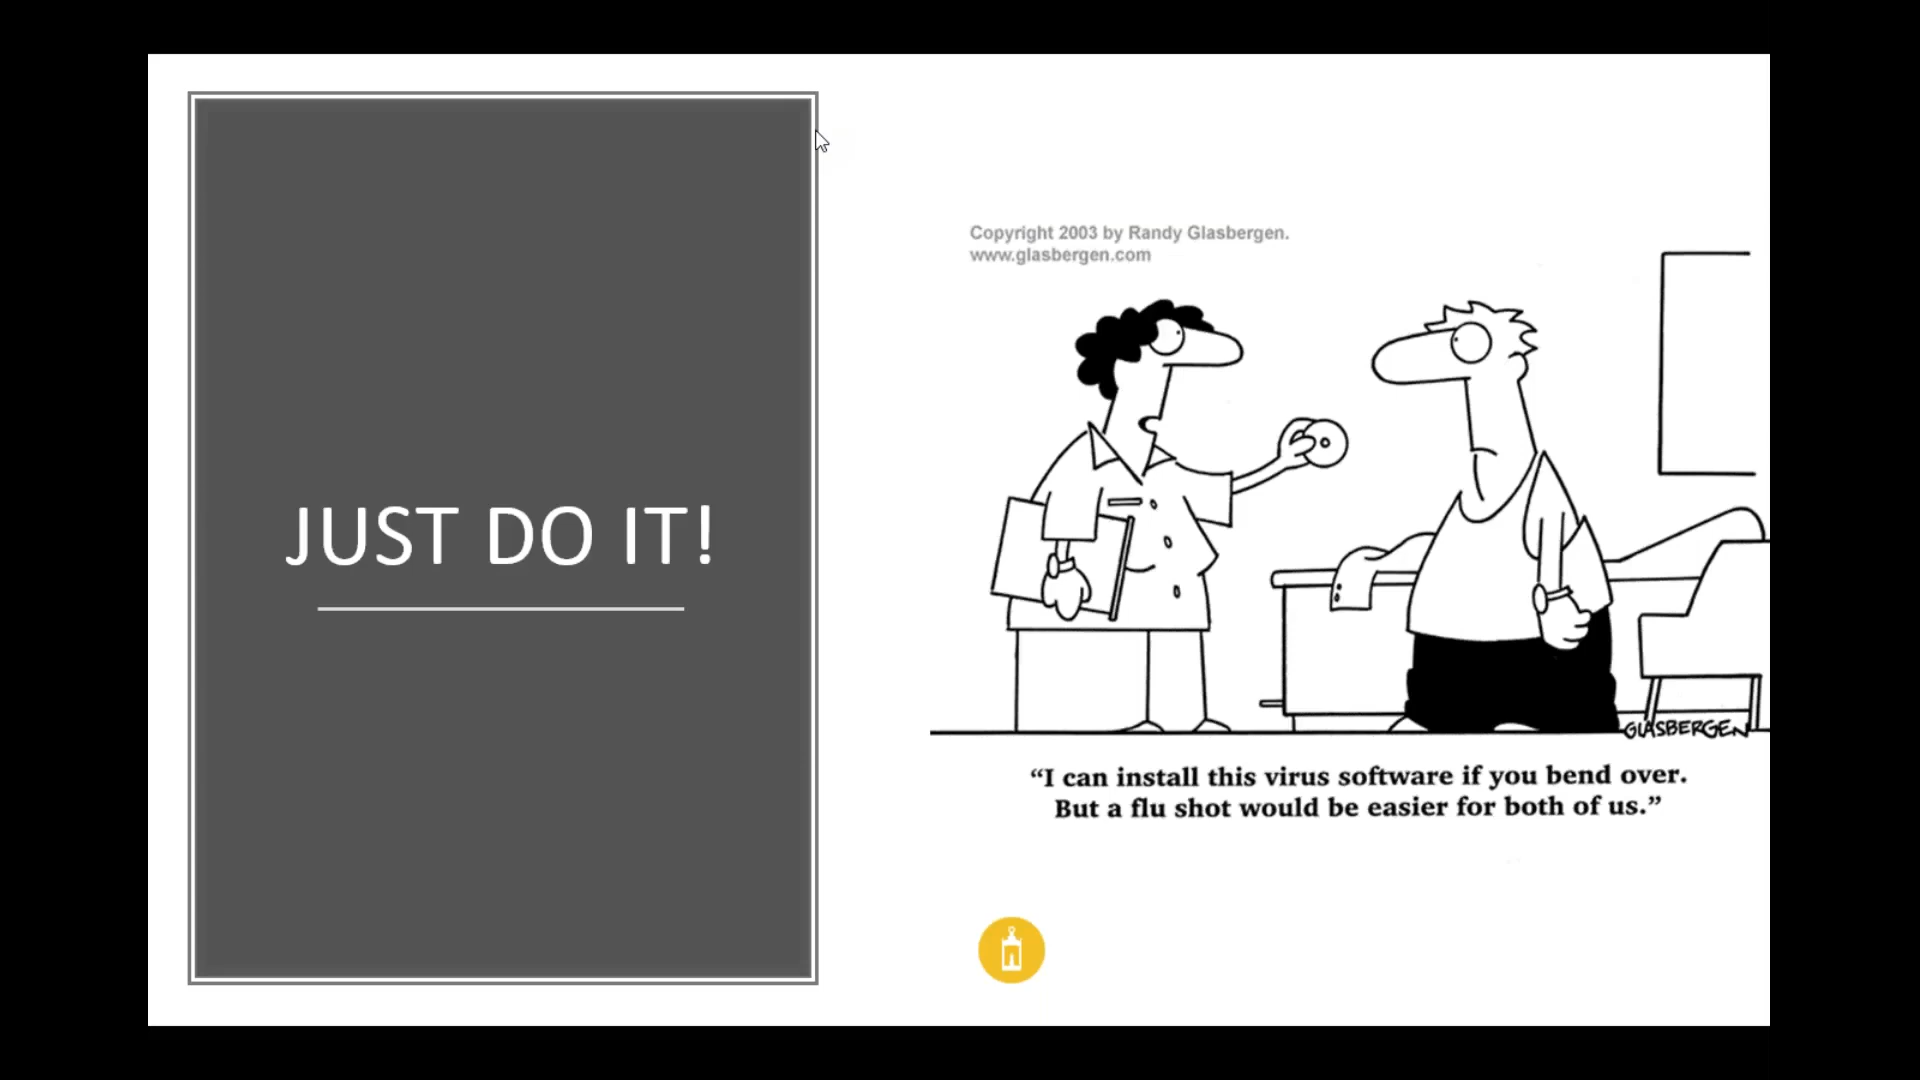 JUST DO IT!
Copyright 2003 by Randy Glasbergen.
www.glasbergen.com
GLASBERGEN
“I can install this virus software if you bend over.
But a flu shot would be easier for both of us.”